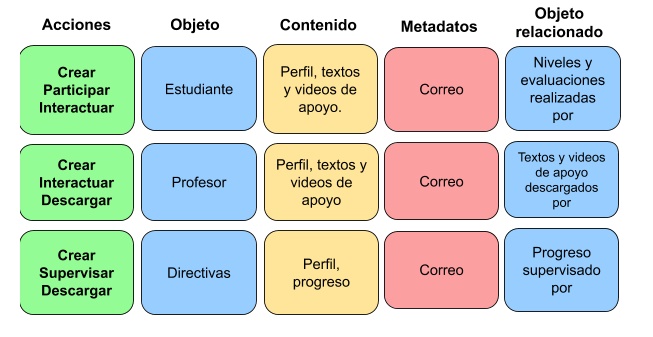 Acciones
Objeto
Contenido
Metadatos
Objeto
relacionado
Crear
Participar
Interactuar
Estudiante
Perfil, textos
y videos de
apoyo.
Correo
Niveles y
evaluaciones
realizadas
por
Crear
Interactuar
Descargar
Profesor
Perfil, textos y
videos de
apoyo
Correo
Textos y videos
de apoyo
descargados
por
Crear
Supervisar
Descargar
Directivas
Perfil,
progreso
Correo
Progreso
supervisado
por